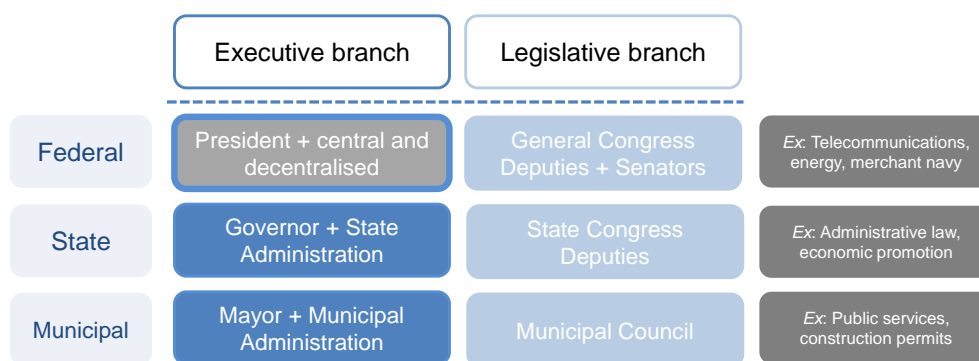 Executive branch
Legislative branch
Federal
President + central and
decentralised
General Congress
Deputies + Senators
Ex: Telecommunications,
energy, merchant navy
State
Governor + State
Administration
State Congress
Deputies
Ex: Administrative law,
economic promotion
Municipal
Mayor + Municipal
Administration
Municipal Council
Ex: Public services,
construction permits